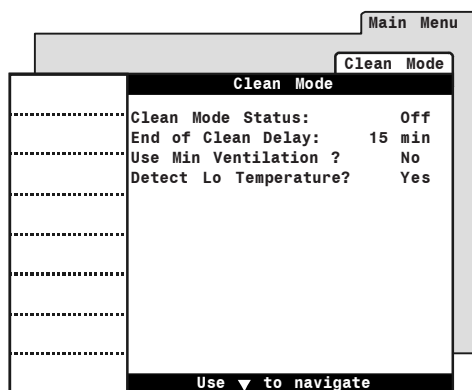 Main Menu
Clean Mode
Clean Mode
Clean Mode Status: Off
End of Clean Delay: 15 min
Use Min Ventilation ? No
Detect Lo Temperature? Yes
Use ▼ to navigate